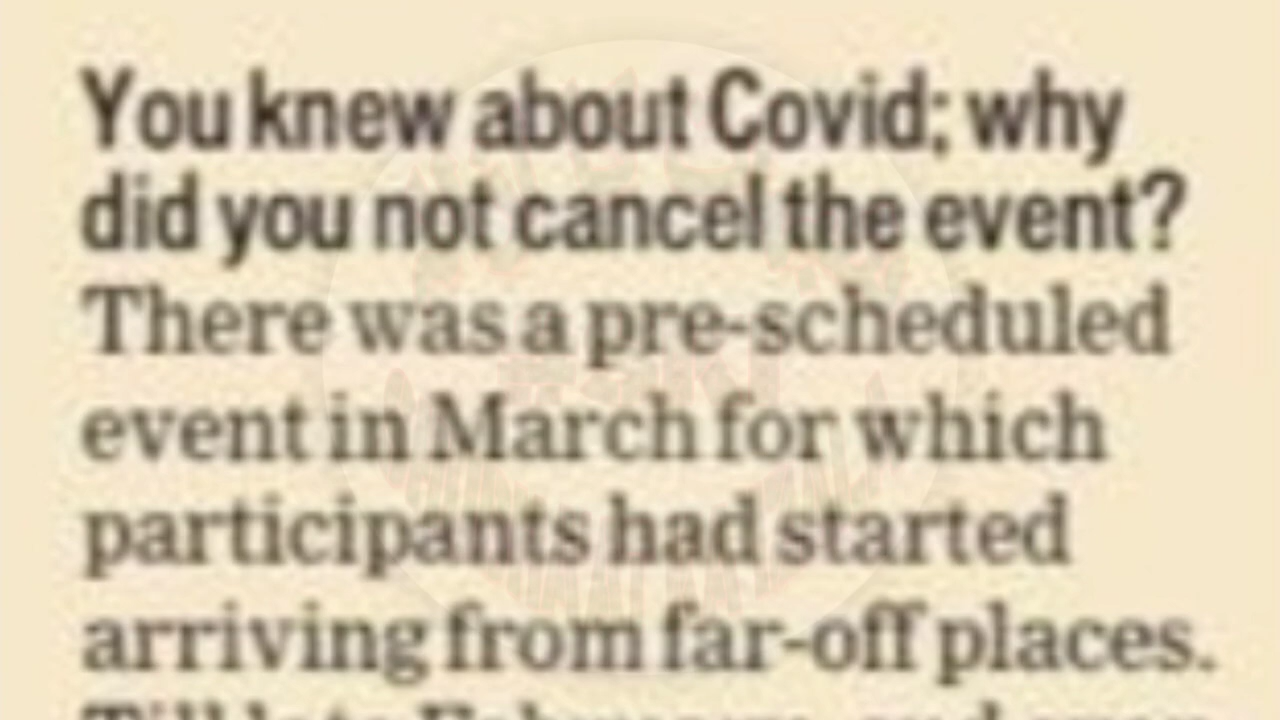 You knew about Covid; why
did you not cancel the event?
There was a pre-scheduled
event in March for which
participants had started
arriving from far-off places.